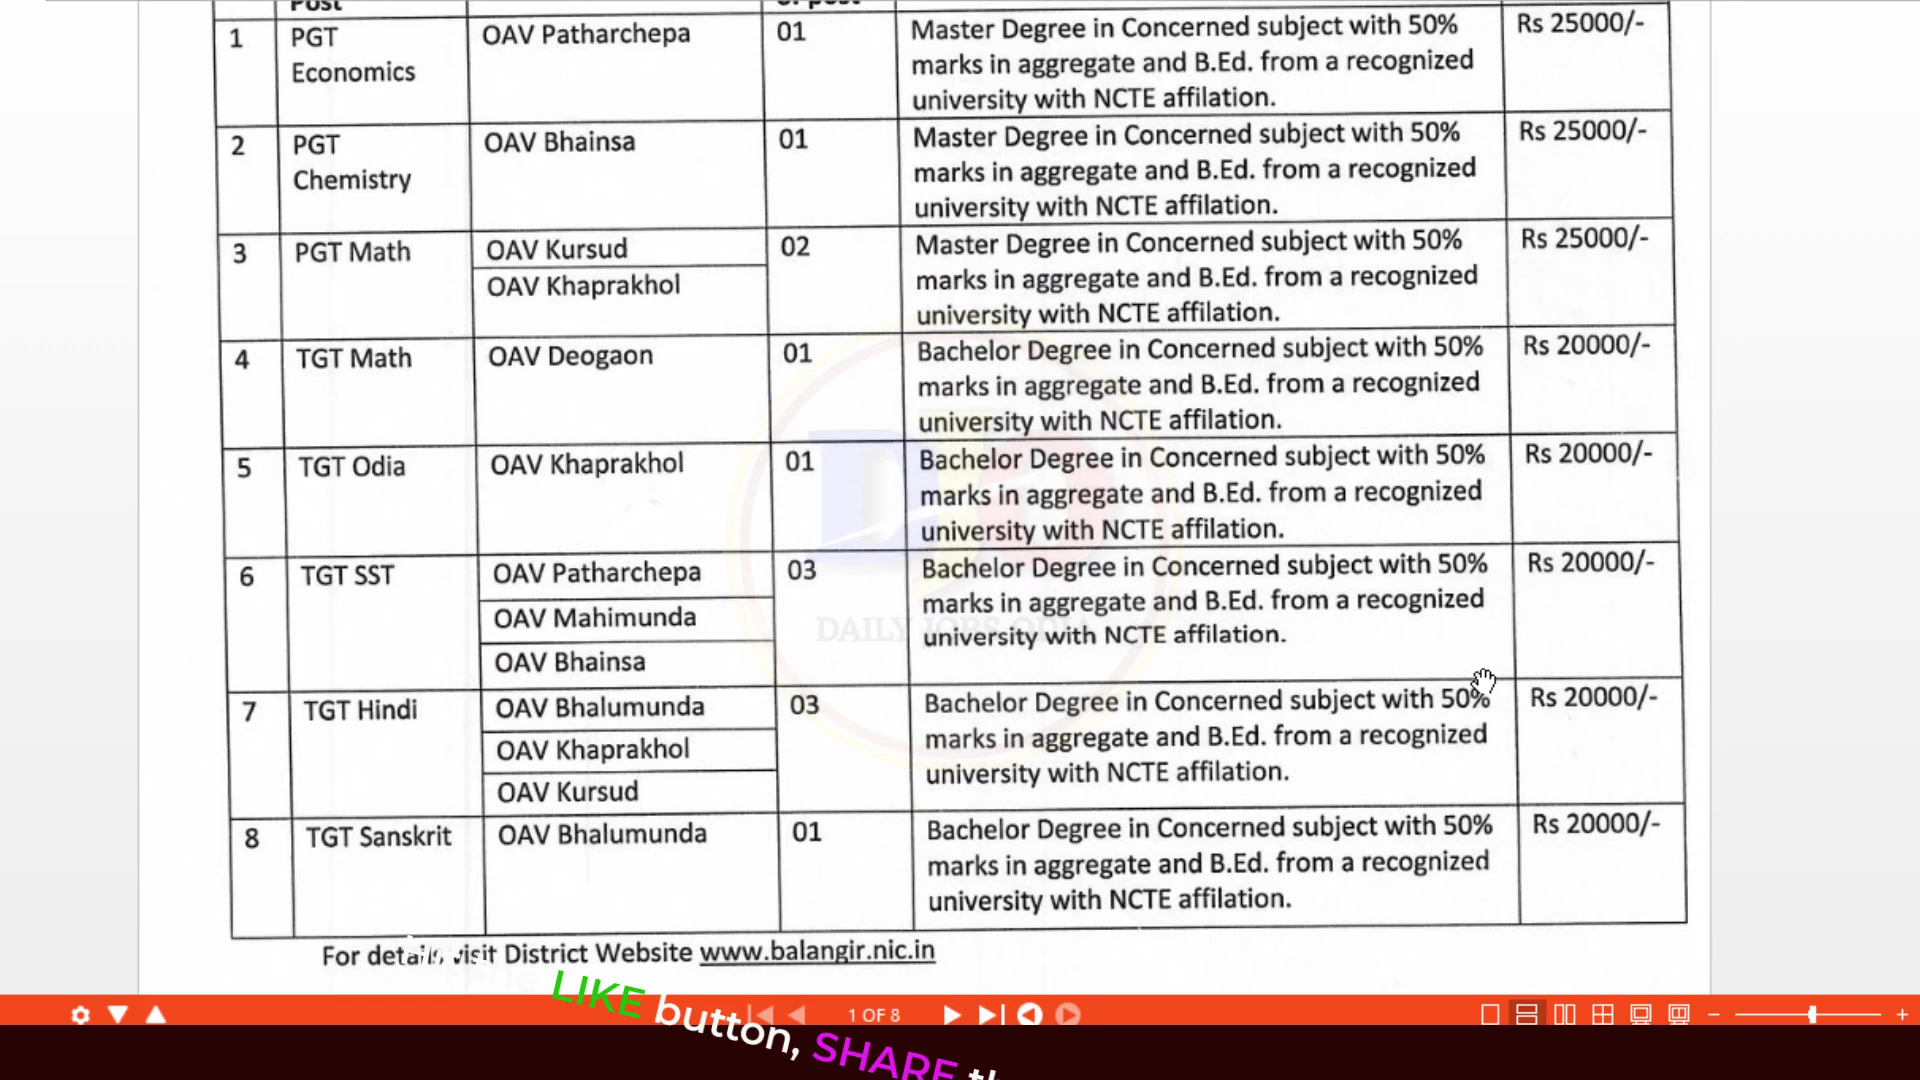 Post
of post
1 PGT Economics OAV Patharchepa 01 Master Degree in Concerned subject with 50% marks in aggregate and B.Ed. from a recognized university with NCTE affilation. Rs 25000/-
2 PGT Chemistry OAV Bhainsa 01 Master Degree in Concerned subject with 50% marks in aggregate and B.Ed. from a recognized university with NCTE affilation. Rs 25000/-
3 PGT Math OAV Kursud OAV Khaprakhol 02 Master Degree in Concerned subject with 50% marks in aggregate and B.Ed. from a recognized university with NCTE affilation. Rs 25000/-
4 TGT Math OAV Deogaon 01 Bachelor Degree in Concerned subject with 50% marks in aggregate and B.Ed. from a recognized university with NCTE affilation. Rs 20000/-
5 TGT Odia OAV Khaprakhol 01 Bachelor Degree in Concerned subject with 50% marks in aggregate and B.Ed. from a recognized university with NCTE affilation. Rs 20000/-
6 TGT SST OAV Patharchepa OAV Mahimunda OAV Bhainsa 03 Bachelor Degree in Concerned subject with 50% marks in aggregate and B.Ed. from a recognized university with NCTE affilation. Rs 20000/-
DAILY JOBS ODIA
7 TGT Hindi OAV Bhalumunda OAV Khaprakhol OAV Kursud 03 Bachelor Degree in Concerned subject with 50% marks in aggregate and B.Ed. from a recognized university with NCTE affilation. Rs 20000/-
8 TGT Sanskrit OAV Bhalumunda 01 Bachelor Degree in Concerned subject with 50% marks in aggregate and B.Ed. from a recognized university with NCTE affilation. Rs 20000/-
For details visit District Website www.balangir.nic.in
the LIKE button, SHARE
1 OF 8